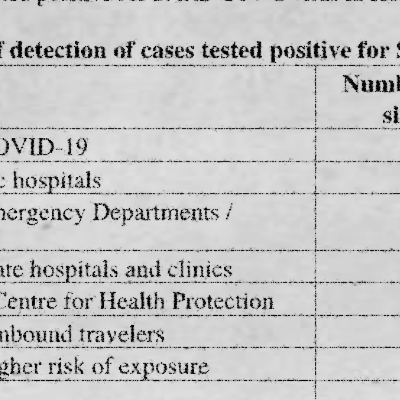 f detection of cases tested positive for S
Numb
si
OVID-19
c hospitals
mergency Departments /
ate hospitals and clinics
Centre for Health Protection
nbound travelers
gher risk of exposure